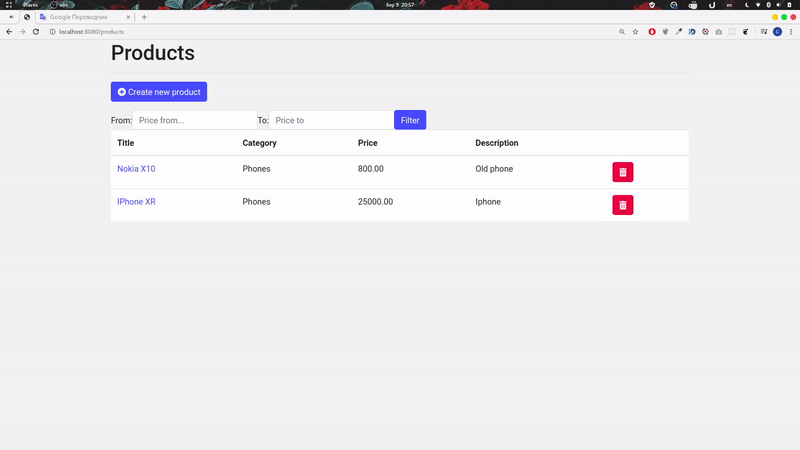 Places obs бер 9 20:57 en
Google Переводчик
localhost:8080/products
Products
Create new product
From: Price from... To: Price to Filter
Title Category Price Description
Nokia X10 Phones 800.00 Old phone
IPhone XR Phones 25000.00 Iphone